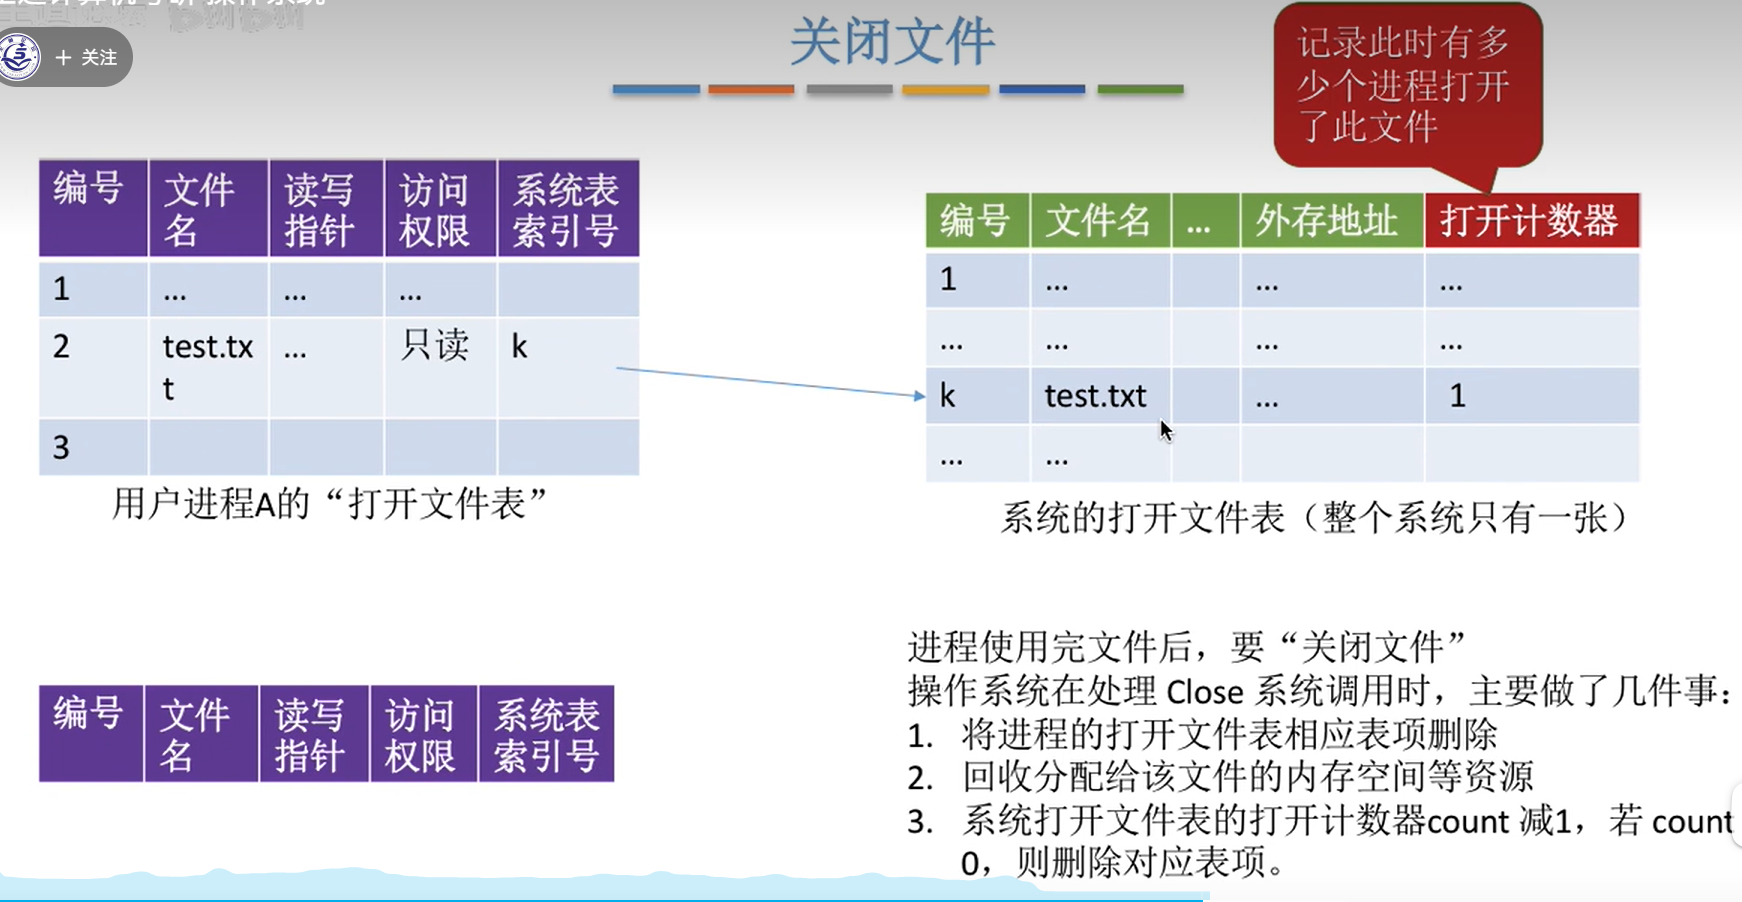 关注
关闭文件
记录此时有多
少个进程打开
了此文件
编号 文件名 读写指针 访问权限 系统表索引号
1 ... ... ...
2 test.txt ... 只读 k
3
用户进程A的“打开文件表”
编号 文件名 ... 外存地址 打开计数器
1 ... ... ...
... ... ... ...
k test.txt ... 1
... ...
系统的打开文件表（整个系统只有一张）
编号 文件名 读写指针 访问权限 系统表索引号
进程使用完文件后，要“关闭文件”
操作系统在处理 Close 系统调用时，主要做了几件事：
1. 将进程的打开文件表相应表项删除
2. 回收分配给该文件的内存空间等资源
3. 系统打开文件表的打开计数器count 减1，若 count
0，则删除对应表项。